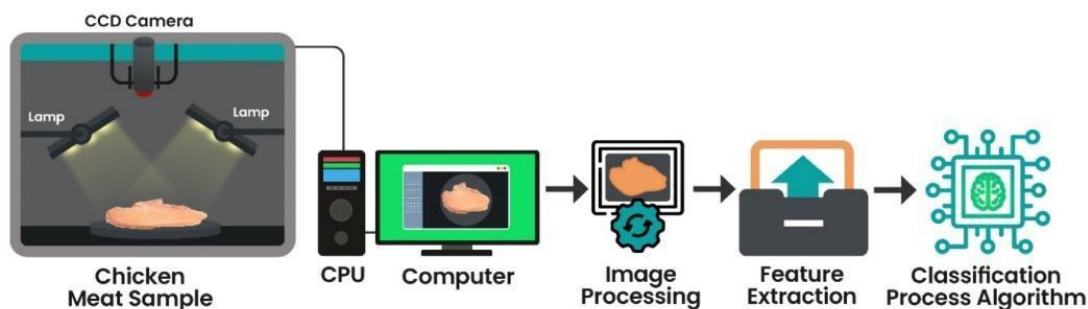 CCD Camera
Lamp
Lamp
Chicken
Meat Sample
CPU
Computer
Image
Processing
Feature
Extraction
Classification
Process Algorithm